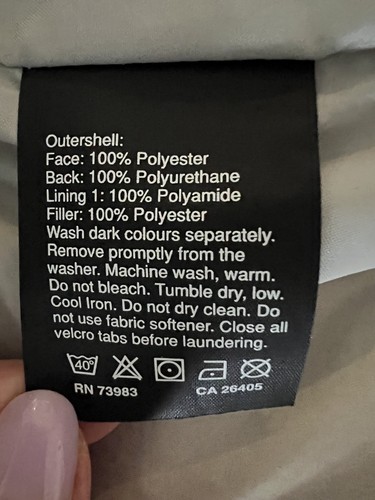 Outershell:
Face: 100% Polyester
Back: 100% Polyurethane
Lining 1: 100% Polyamide
Filler: 100% Polyester
Wash dark colours separately.
Remove promptly from the
washer. Machine wash, warm.
Do not bleach. Tumble dry, low.
Cool Iron. Do not dry clean. Do
not use fabric softener. Close all
velcro tabs before laundering.
40°
RN 73983 CA 26405